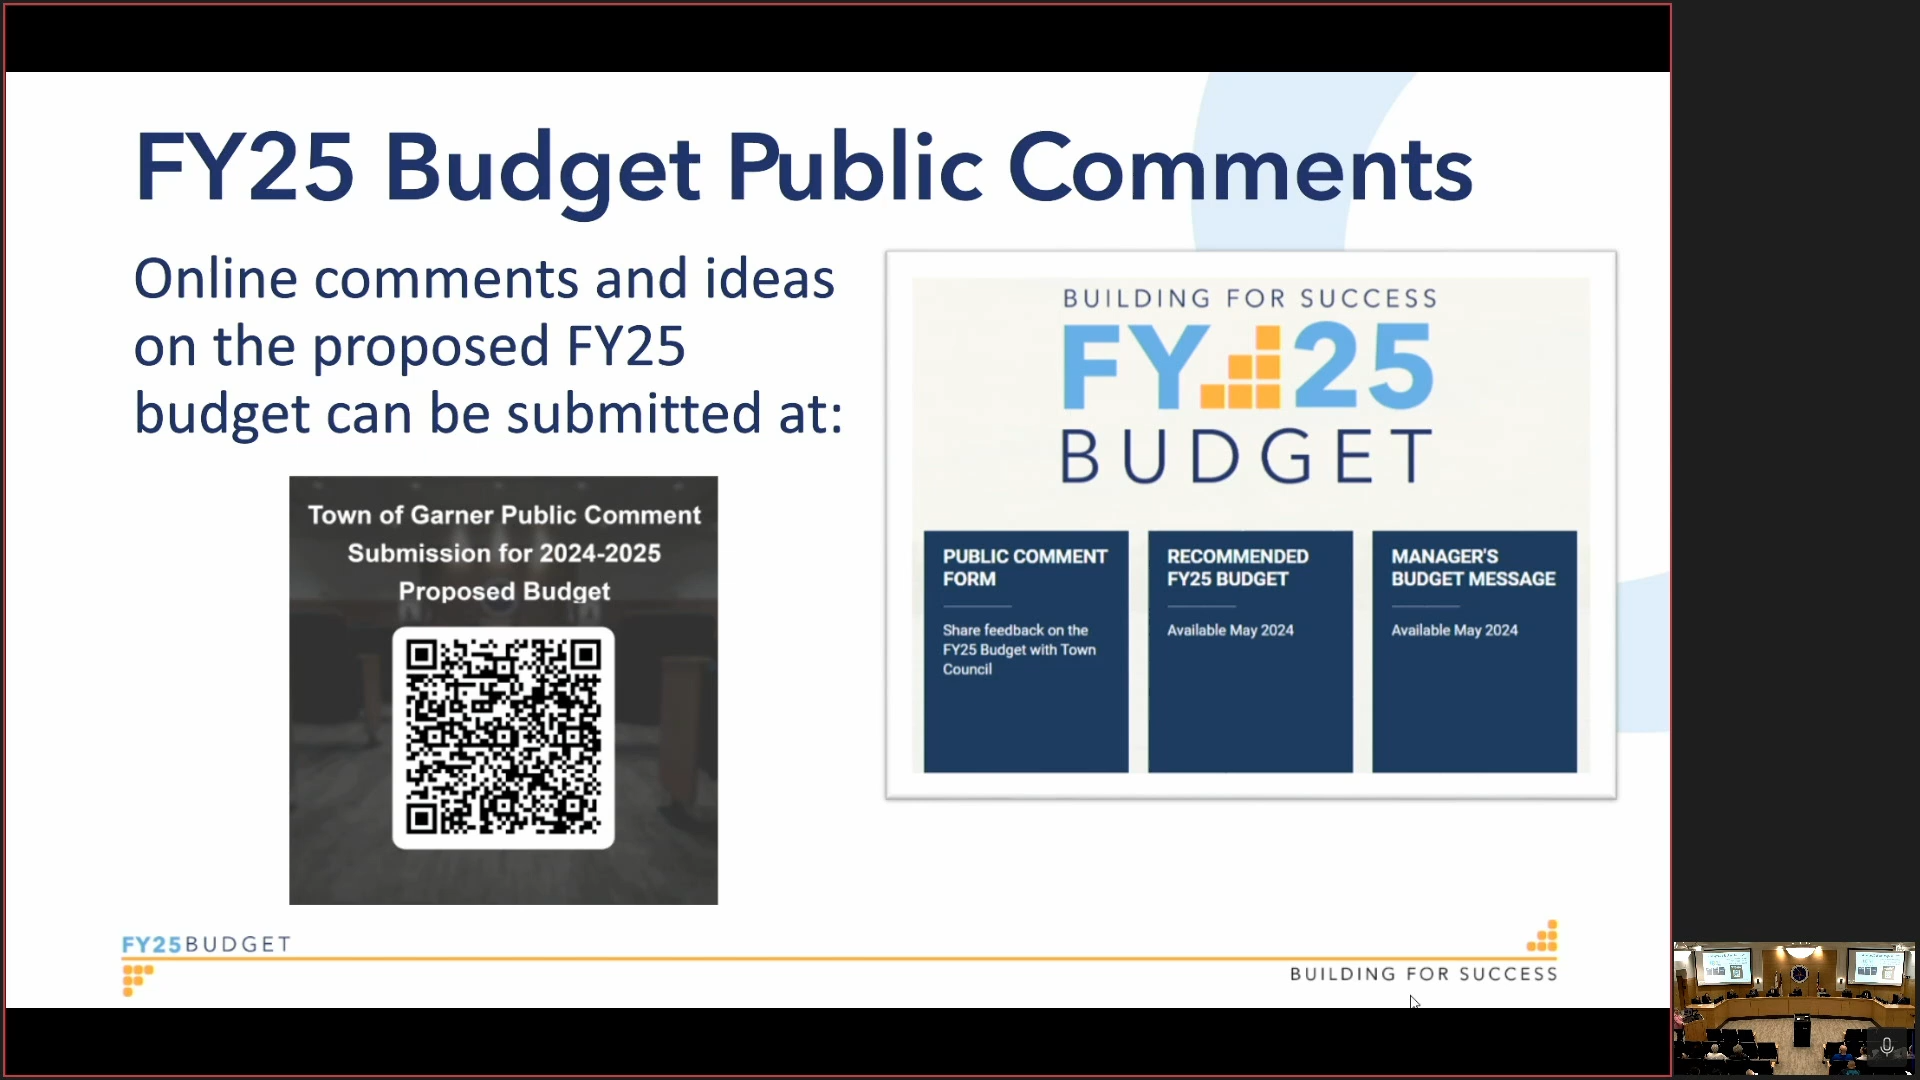 FY25 Budget Public Comments
Online comments and ideas
on the proposed FY25
budget can be submitted at:
Town of Garner Public Comment
Submission for 2024-2025
Proposed Budget
BUILDING FOR SUCCESS
FY25
BUDGET
PUBLIC COMMENT
FORM
Share feedback on the
FY25 Budget with Town
Council
RECOMMENDED
FY25 BUDGET
Available May 2024
MANAGER'S
BUDGET MESSAGE
Available May 2024
FY25BUDGET
BUILDING FOR SUCCESS